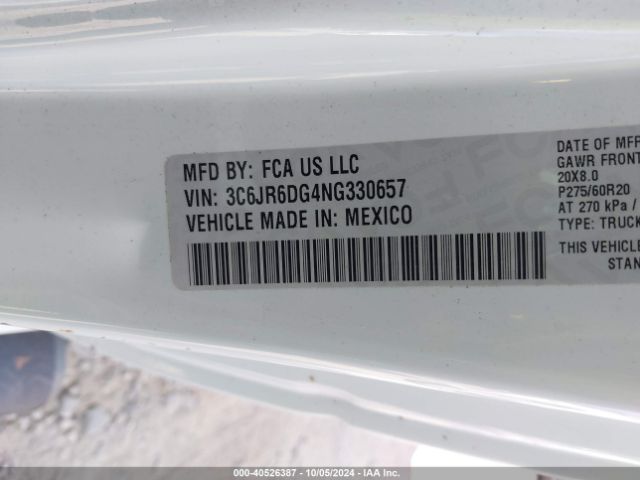 MFD BY: FCA US LLC
VIN: 3C6JR6DG4NG330657
VEHICLE MADE IN: MEXICO
DATE OF MFR
GAWR FRONT
20X8.0
P275/60R20
AT 270 kPa /
TYPE: TRUCK
THIS VEHICLE
STAN
000-40526387 - 10/05/2024 - IAA Inc.